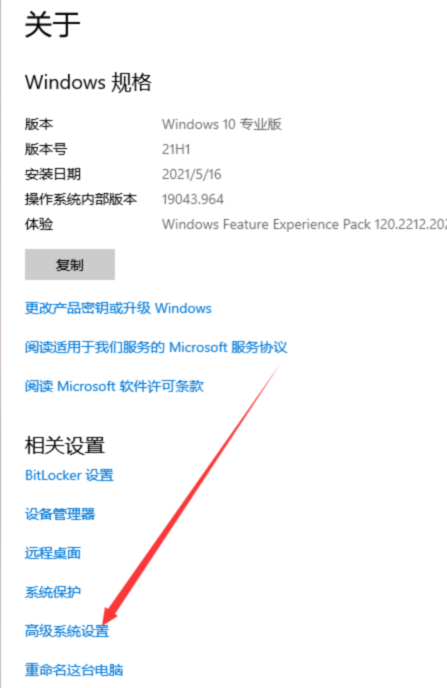 关于
Windows 规格
版本 Windows 10 专业版
版本号 21H1
安装日期 2021/5/16
操作系统内部版本 19043.964
体验 Windows Feature Experience Pack 120.2212.202
复制
更改产品密钥或升级 Windows
阅读适用于我们服务的 Microsoft 服务协议
阅读 Microsoft 软件许可条款
相关设置
BitLocker 设置
设备管理器
远程桌面
系统保护
高级系统设置
重命名这台电脑